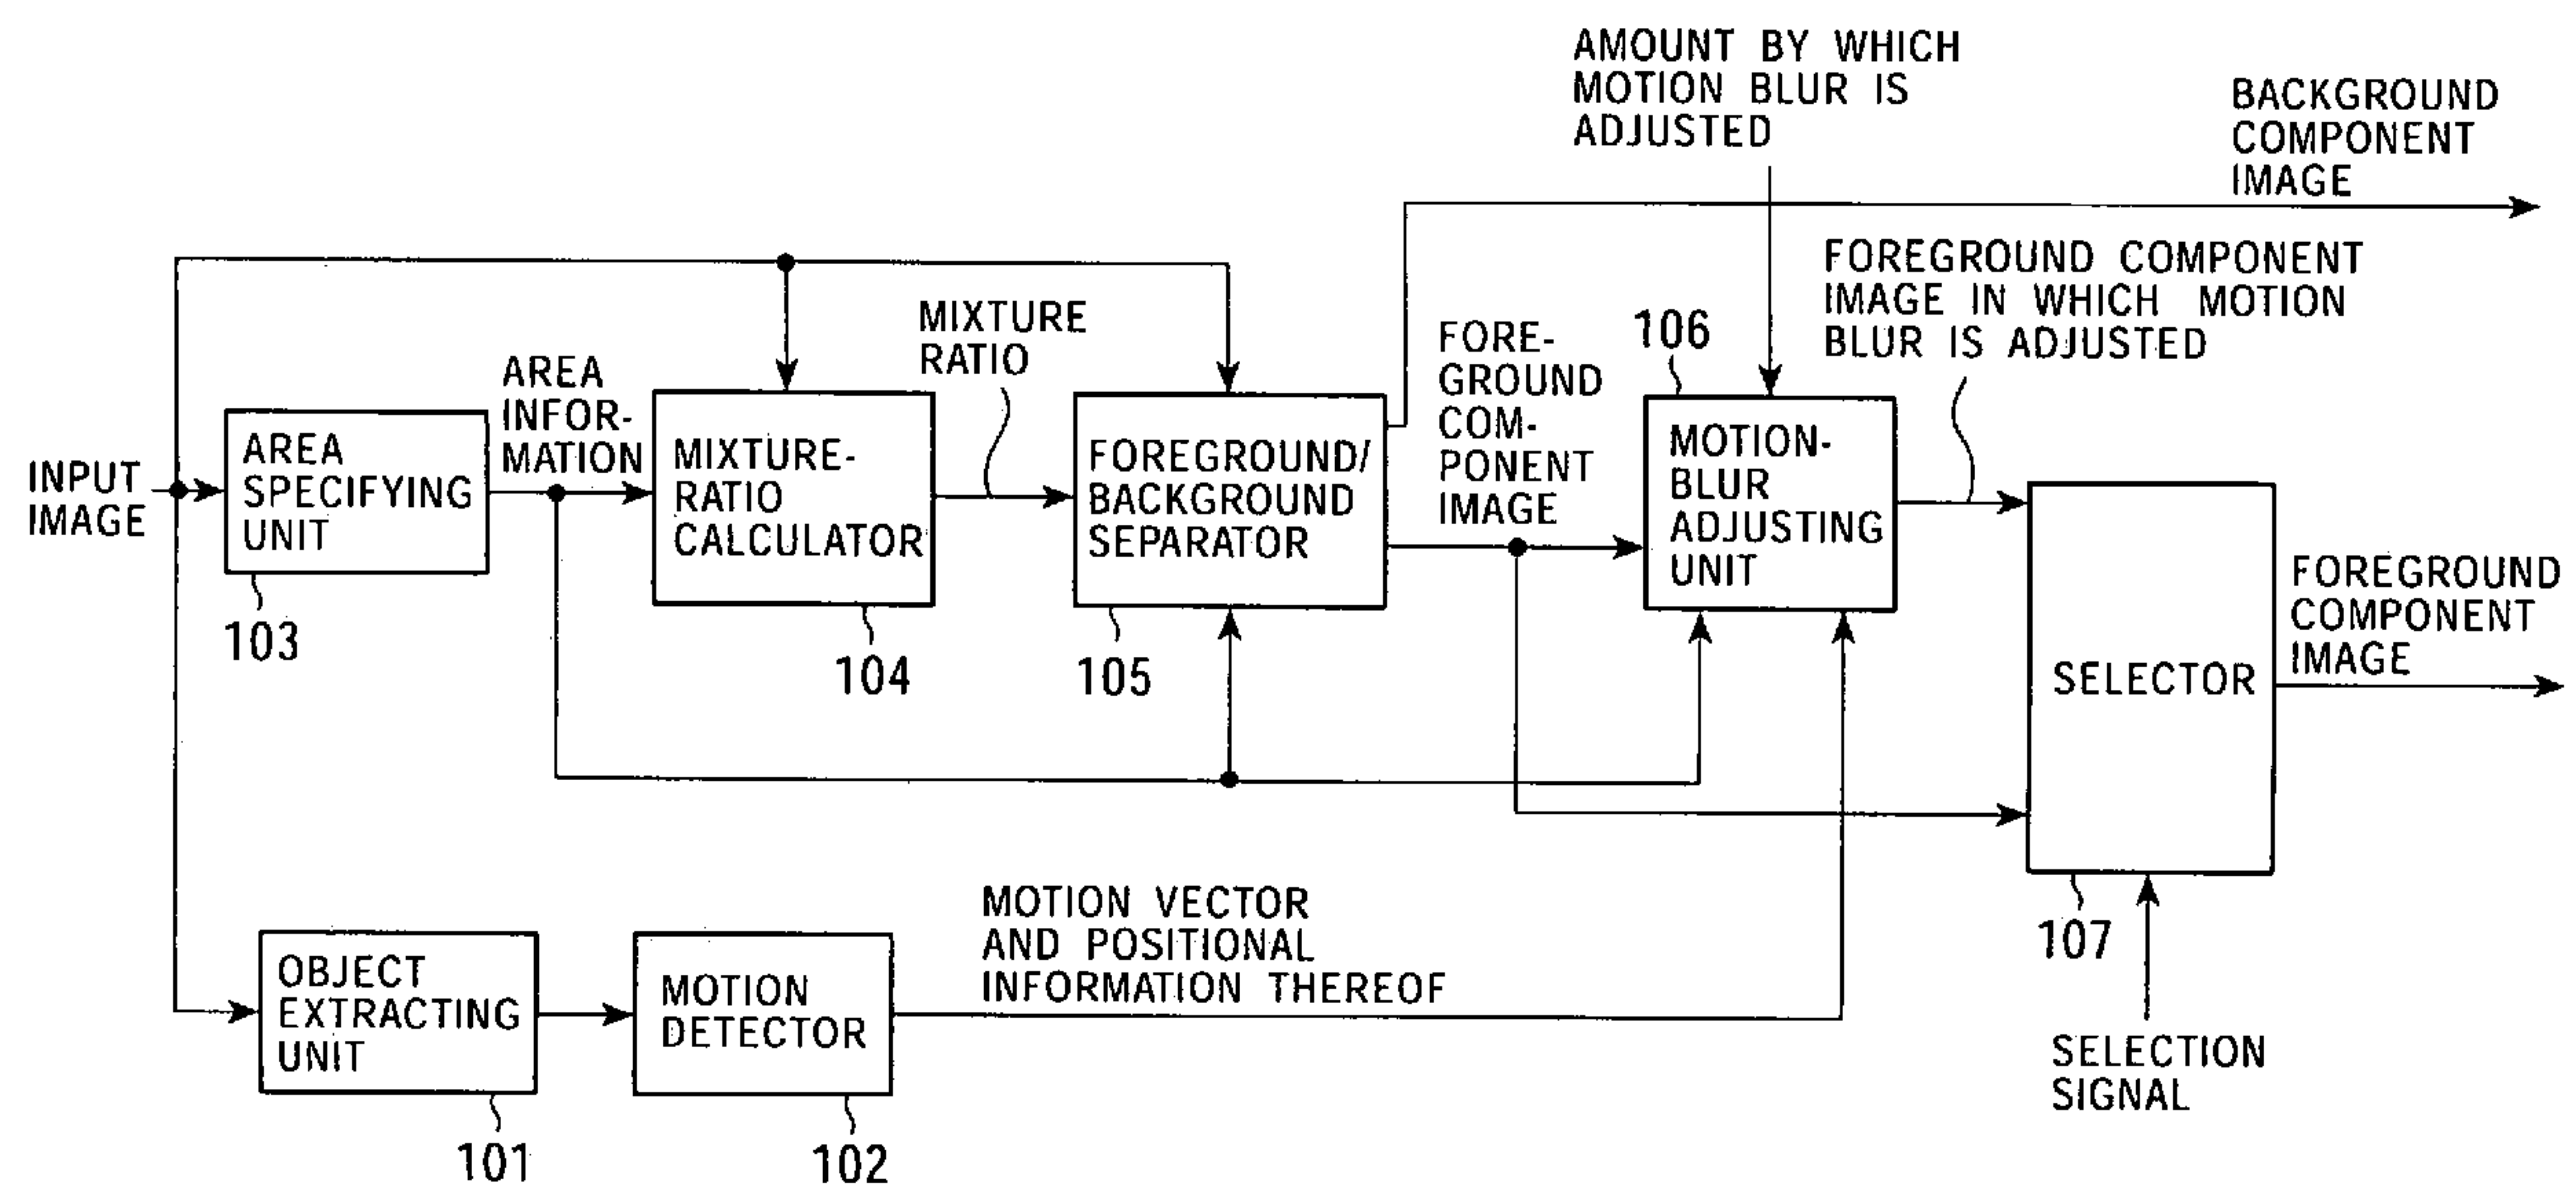 AMOUNT BY WHICH
MOTION BLUR IS
ADJUSTED
BACKGROUND
COMPONENT
IMAGE
FOREGROUND COMPONENT
IMAGE IN WHICH MOTION
BLUR IS ADJUSTED
MIXTURE
RATIO
AREA
INFOR-
MATION
FORE-
GROUND
COM-
PONENT
IMAGE
106
INPUT
IMAGE
AREA
SPECIFYING
UNIT
103
MIXTURE-
RATIO
CALCULATOR
104
FOREGROUND/
BACKGROUND
SEPARATOR
105
MOTION-
BLUR
ADJUSTING
UNIT
SELECTOR
107
FOREGROUND
COMPONENT
IMAGE
OBJECT
EXTRACTING
UNIT
101
MOTION
DETECTOR
102
MOTION VECTOR
AND POSITIONAL
INFORMATION THEREOF
SELECTION
SIGNAL